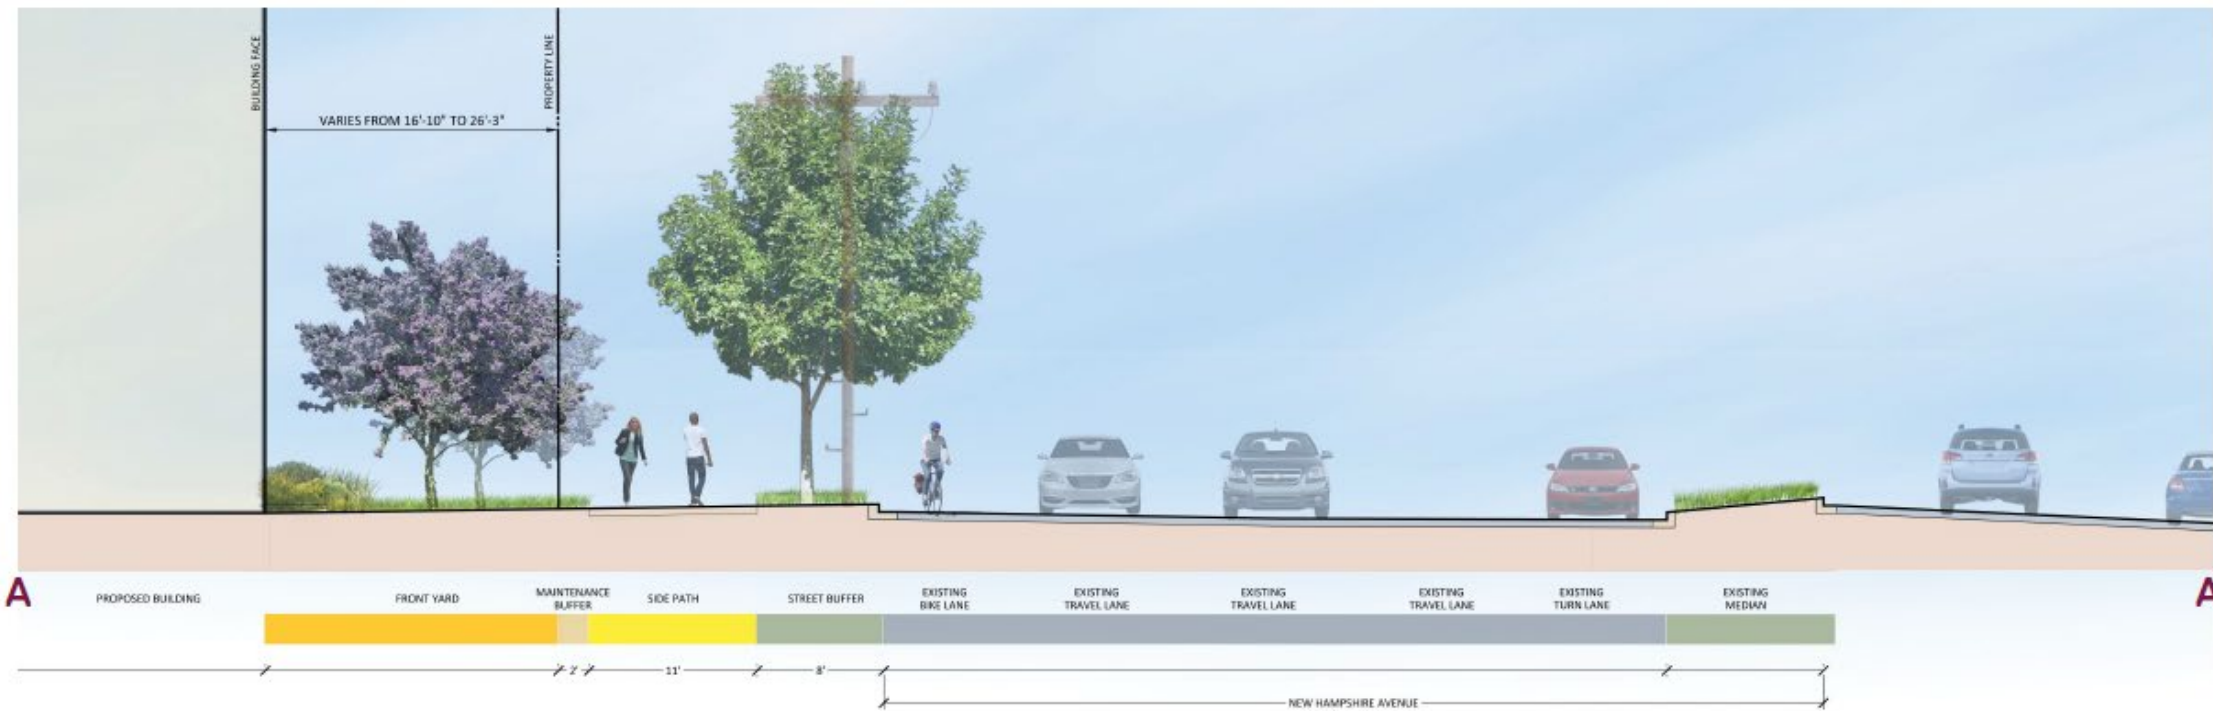 BUILDING FACE
PROPERTY LINE
VARIES FROM 16'-10" TO 26'-3"
A
A
PROPOSED BUILDING
FRONT YARD
MAINTENANCE
BUFFER
SIDE PATH
STREET BUFFER
EXISTING
BIKE LANE
EXISTING
TRAVEL LANE
EXISTING
TRAVEL LANE
EXISTING
TRAVEL LANE
EXISTING
TURN LANE
EXISTING
MEDIAN
2'
11'
8'
NEW HAMPSHIRE AVENUE